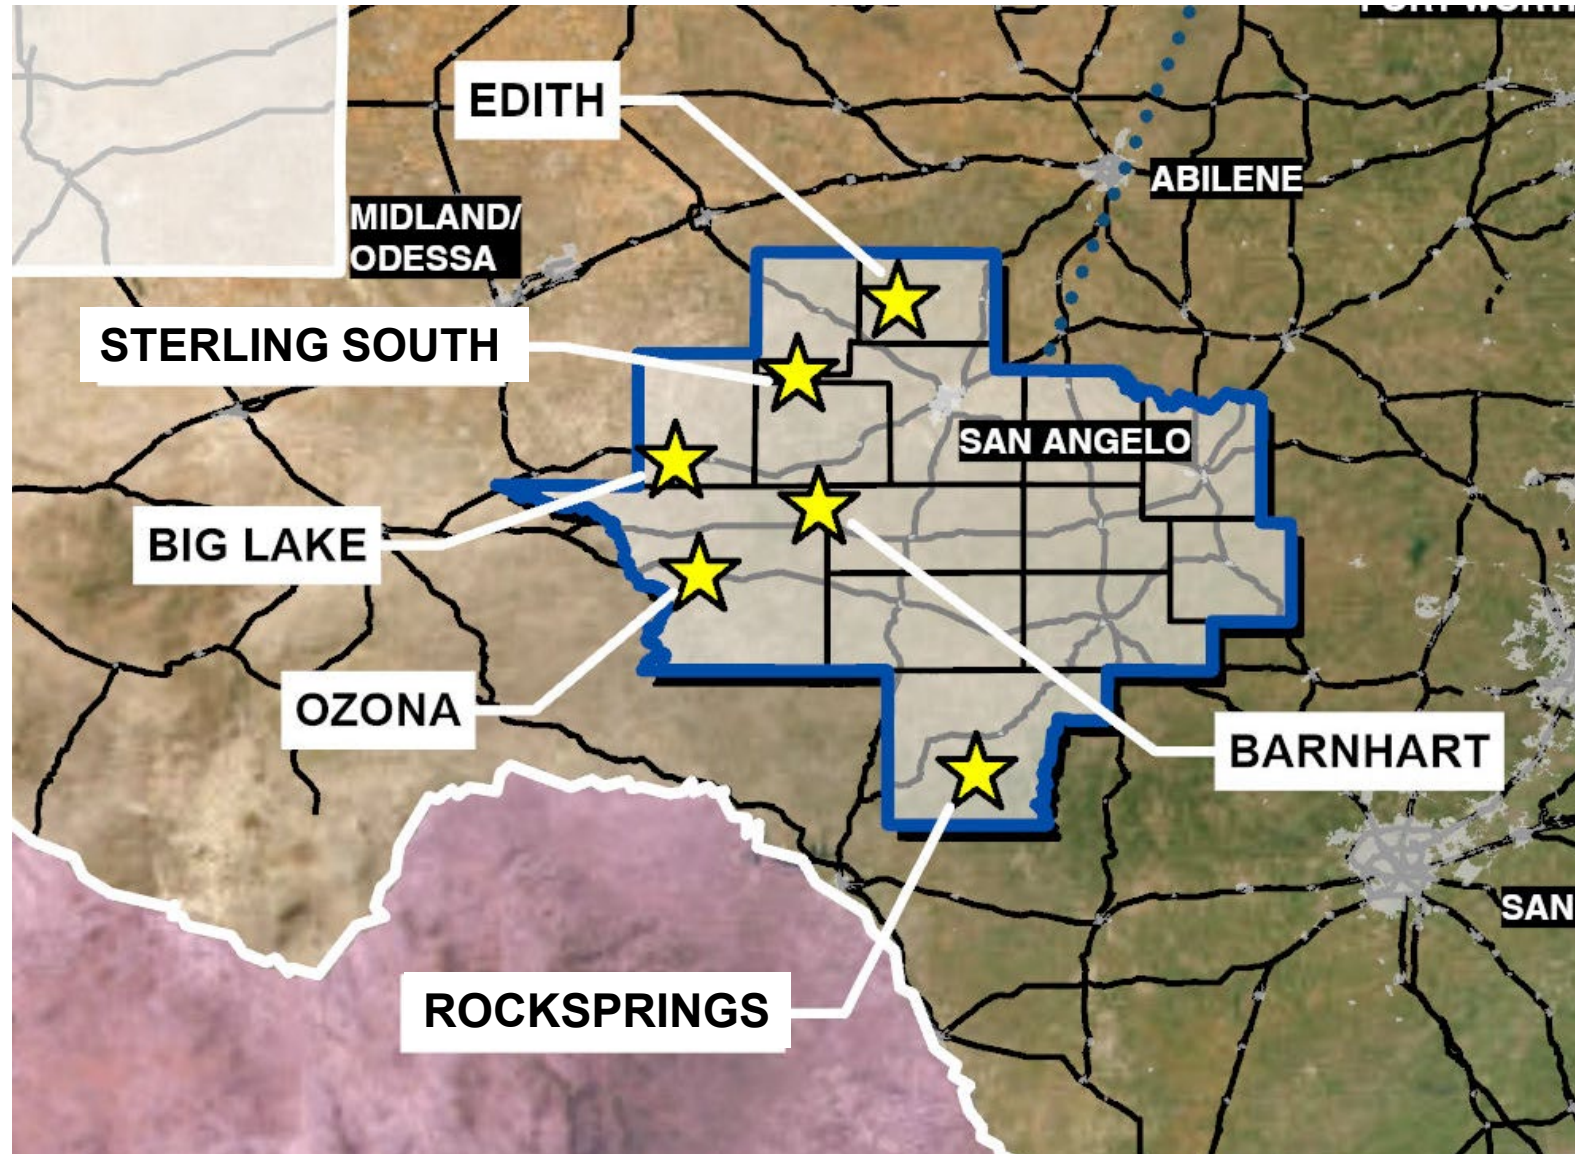 EDITH
ABILENE
MIDLAND/
ODESSA
STERLING SOUTH
SAN ANGELO
BIG LAKE
OZONA
BARNHART
SAN
ROCKSPRINGS